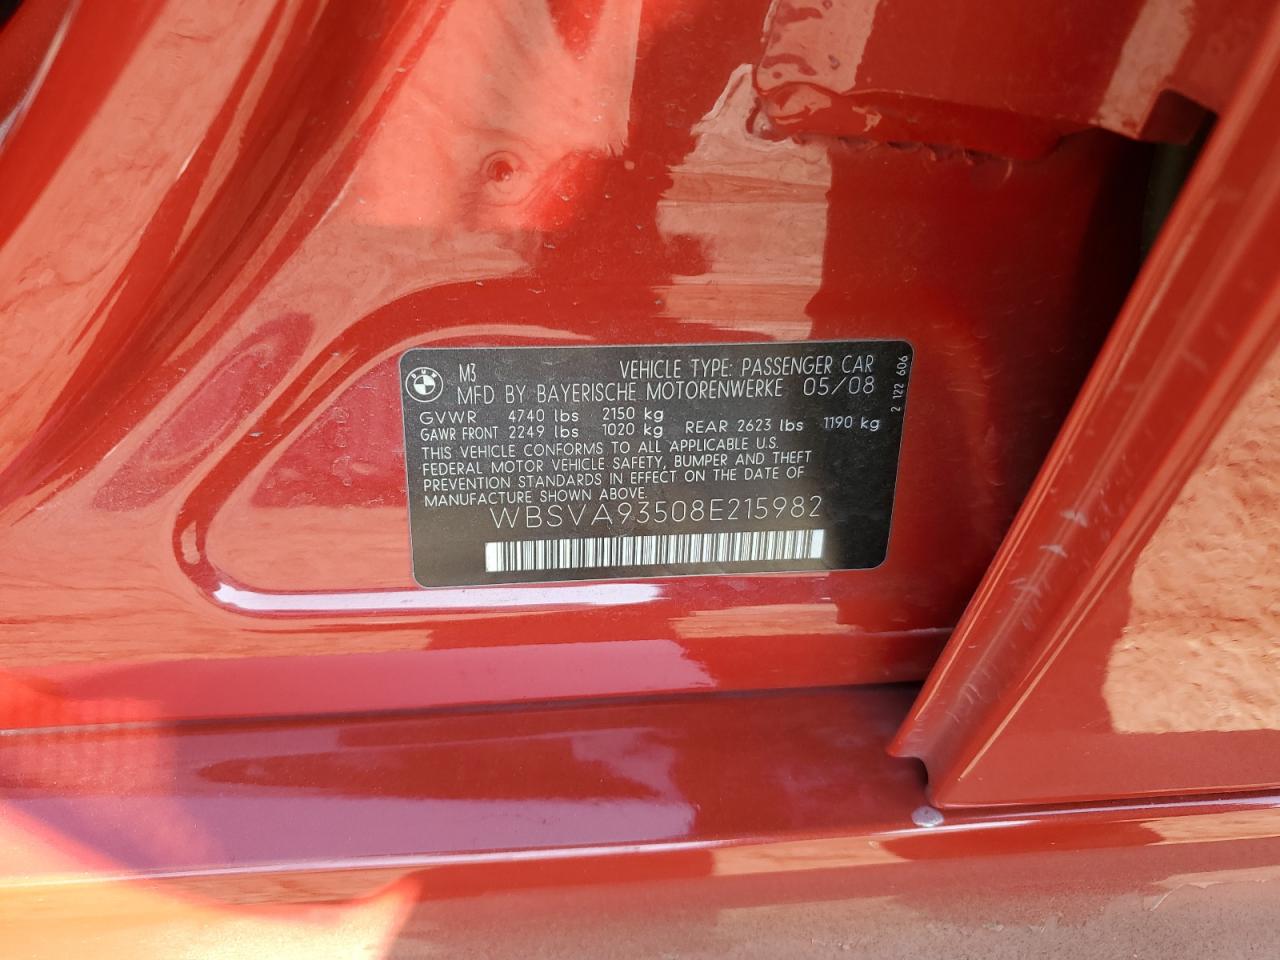 BMW
M3 VEHICLE TYPE: PASSENGER CAR
MFD BY BAYERISCHE MOTORENWERKE 05/08
GVWR 4740 lbs 2150 kg
GAWR FRONT 2249 lbs 1020 kg REAR 2623 lbs 1190 kg
THIS VEHICLE CONFORMS TO ALL APPLICABLE U.S.
FEDERAL MOTOR VEHICLE SAFETY, BUMPER AND THEFT
PREVENTION STANDARDS IN EFFECT ON THE DATE OF
MANUFACTURE SHOWN ABOVE.
WBSVA93508E215982
2 122 606